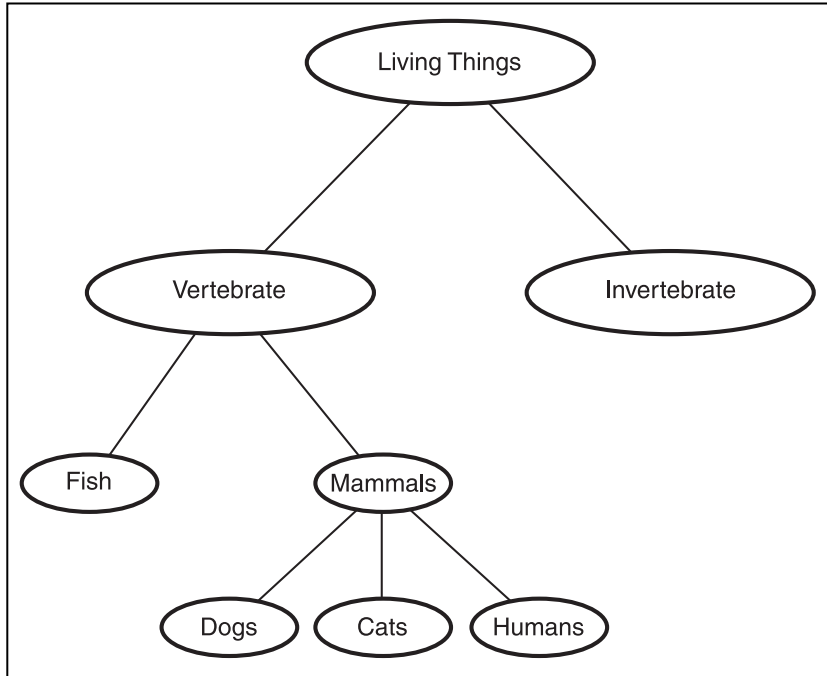 Living Things
Vertebrate
Invertebrate
Fish
Mammals
Dogs
Cats
Humans